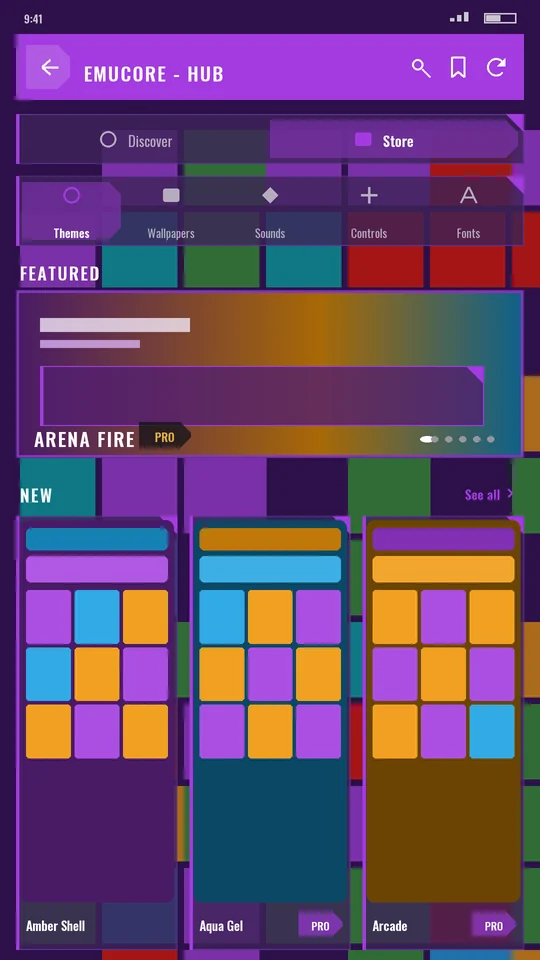 9:41
EMUCORE - HUB
Discover
Store
Themes
Wallpapers
Sounds
Controls
Fonts
FEATURED
ARENA FIRE
PRO
NEW
See all
Amber Shell
Aqua Gel
PRO
Arcade
PRO